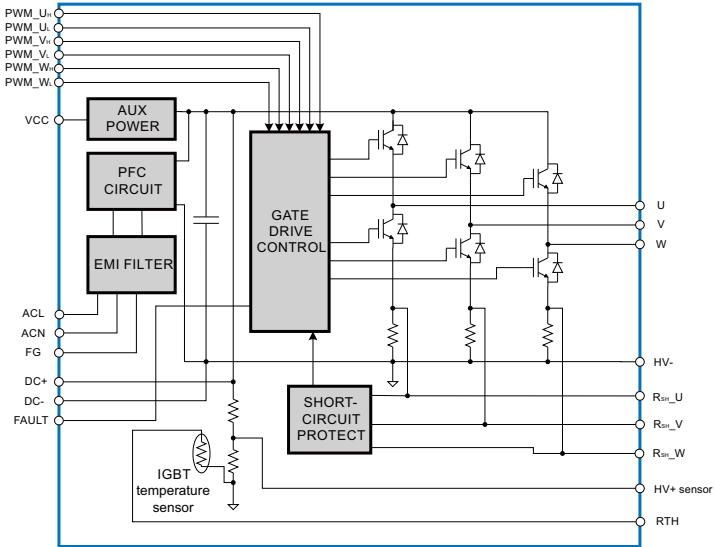 PWM_UH
PWM_UL
PWM_VH
PWM_VL
PWM_WH
PWM_WL
VCC
AUX
POWER
PFC
CIRCUIT
EMI FILTER
GATE
DRIVE
CONTROL
U
V
W
ACL
ACN
FG
DC+
DC-
FAULT
HV-
SHORT-
CIRCUIT
PROTECT
RSH_U
RSH_V
RSH_W
IGBT
temperature
sensor
HV+ sensor
RTH